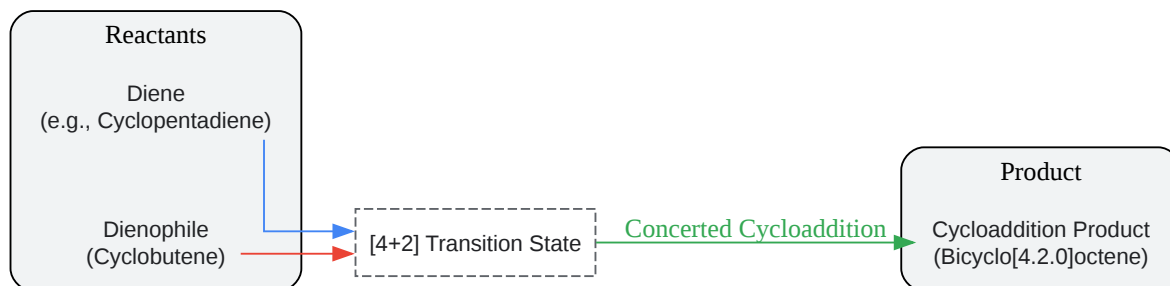 Reactants
Diene
(e.g., Cyclopentadiene)
Dienophile
(Cyclobutene)
[4+2] Transition State
Concerted Cycloaddition
Product
Cycloaddition Product
(Bicyclo[4.2.0]octene)